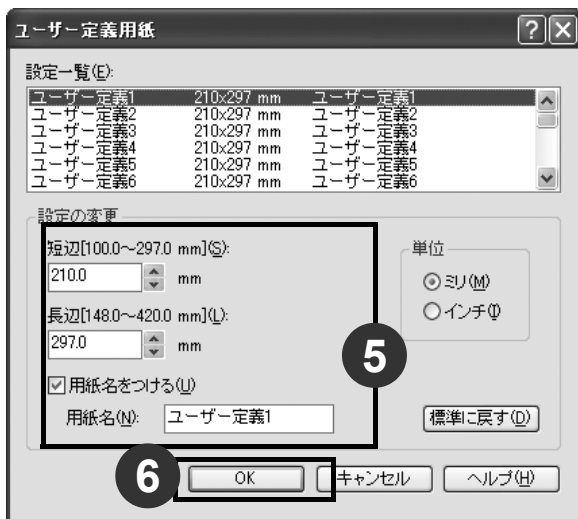 ユーザー定義用紙
設定一覧(E):
ユーザー定義1 210x297 mm ユーザー定義1
ユーザー定義2 210x297 mm ユーザー定義2
ユーザー定義3 210x297 mm ユーザー定義3
ユーザー定義4 210x297 mm ユーザー定義4
ユーザー定義5 210x297 mm ユーザー定義5
ユーザー定義6 210x297 mm ユーザー定義6
設定の変更
短辺[100.0～297.0 mm](S):
210.0 mm
長辺[148.0～420.0 mm](L):
297.0 mm
用紙名をつける(U)
用紙名(N): ユーザー定義1
単位
ミリ(M)
インチ(I)
5
標準に戻す(D)
6
OK キャンセル ヘルプ(H)